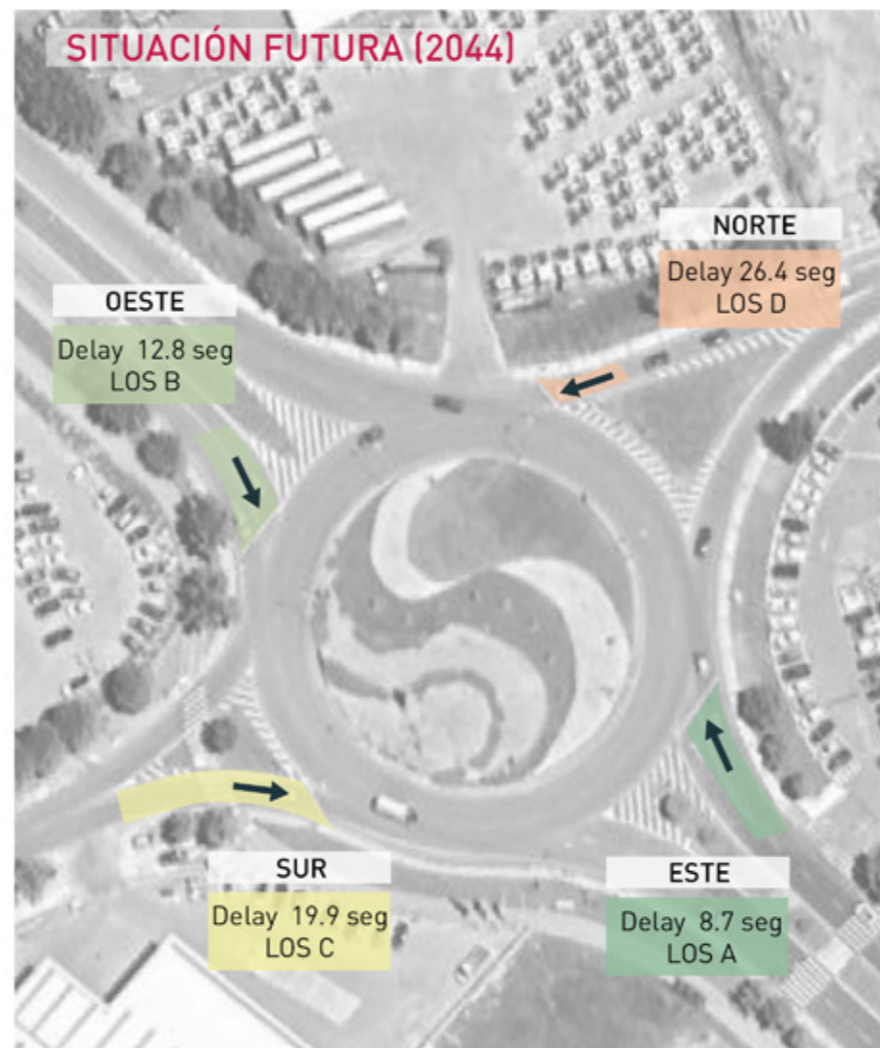 SITUACIÓN FUTURA (2044)
NORTE
Delay 26.4 seg
LOS D
OESTE
Delay 12.8 seg
LOS B
SUR
Delay 19.9 seg
LOS C
ESTE
Delay 8.7 seg
LOS A